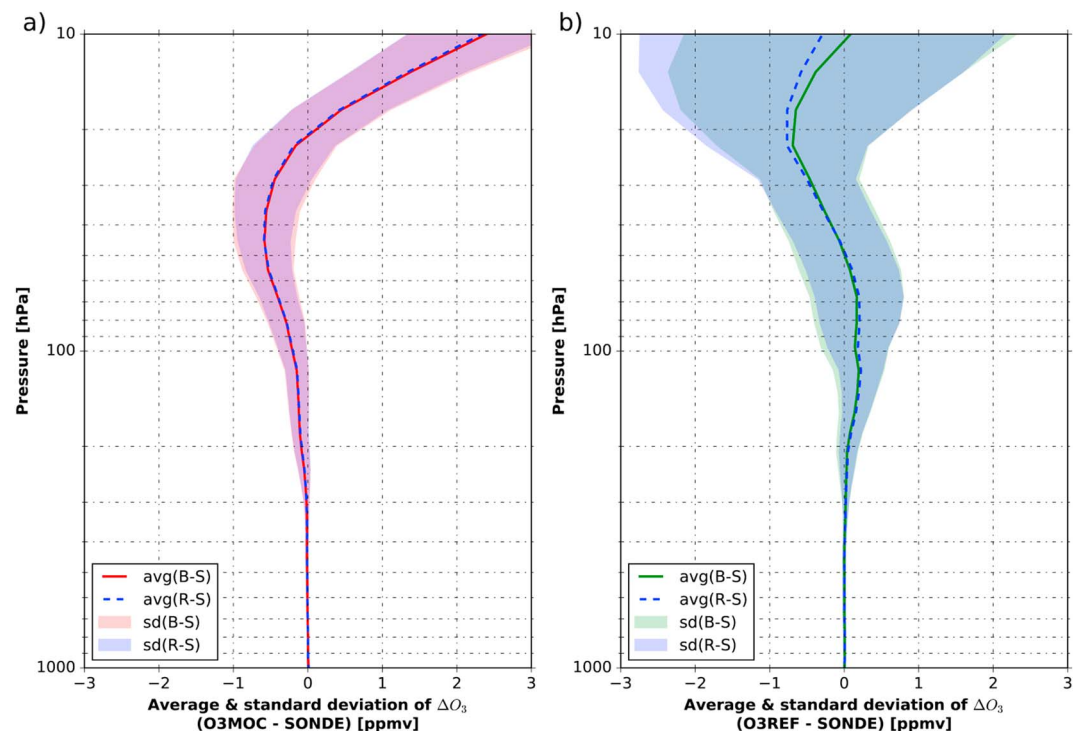 a)
10
100
1000
Pressure [hPa]
avg(B-S)
avg(R-S)
sd(B-S)
sd(R-S)
−3 −2 −1 0 1 2 3
Average & standard deviation of ΔO₃
(O3MOC - SONDE) [ppmv]
b)
10
100
1000
Pressure [hPa]
avg(B-S)
avg(R-S)
sd(B-S)
sd(R-S)
−3 −2 −1 0 1 2 3
Average & standard deviation of ΔO₃
(O3REF - SONDE) [ppmv]